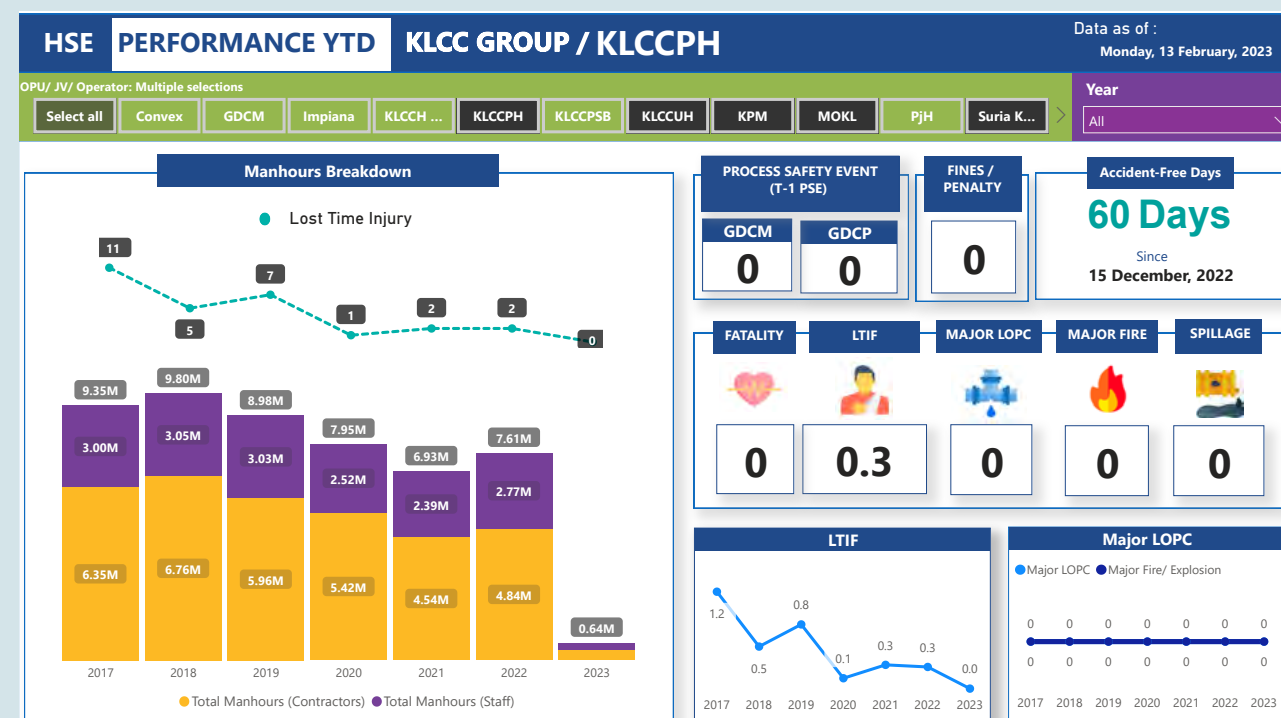 HSE PERFORMANCE YTD KLCC GROUP / KLCCPH
Data as of :
Monday, 13 February, 2023
OPU/ JV/ Operator: Multiple selections
Select all Convex GDCM Impiana KLCCH ... KLCCPH KLCCPSB KLCCUH KPM MOKL PjH Suria K...
Year
All
Manhours Breakdown
Lost Time Injury
11
5
7
1
2
2
0
9.35M 9.80M 8.98M 7.95M 6.93M 7.61M 0.64M
3.00M 3.05M 3.03M 2.52M 2.39M 2.77M
6.35M 6.76M 5.96M 5.42M 4.54M 4.84M
2017 2018 2019 2020 2021 2022 2023
Total Manhours (Contractors) Total Manhours (Staff)
PROCESS SAFETY EVENT
(T-1 PSE)
GDCM GDCP
0 0
FINES /
PENALTY
0
Accident-Free Days
60 Days
Since
15 December, 2022
FATALITY LTIF MAJOR LOPC MAJOR FIRE SPILLAGE
0 0.3 0 0 0
LTIF
1.2 0.5 0.8 0.1 0.3 0.3 0.0
2017 2018 2019 2020 2021 2022 2023
Major LOPC
Major LOPC Major Fire/ Explosion
0 0 0 0 0 0 0
0 0 0 0 0 0 0
2017 2018 2019 2020 2021 2022 2023